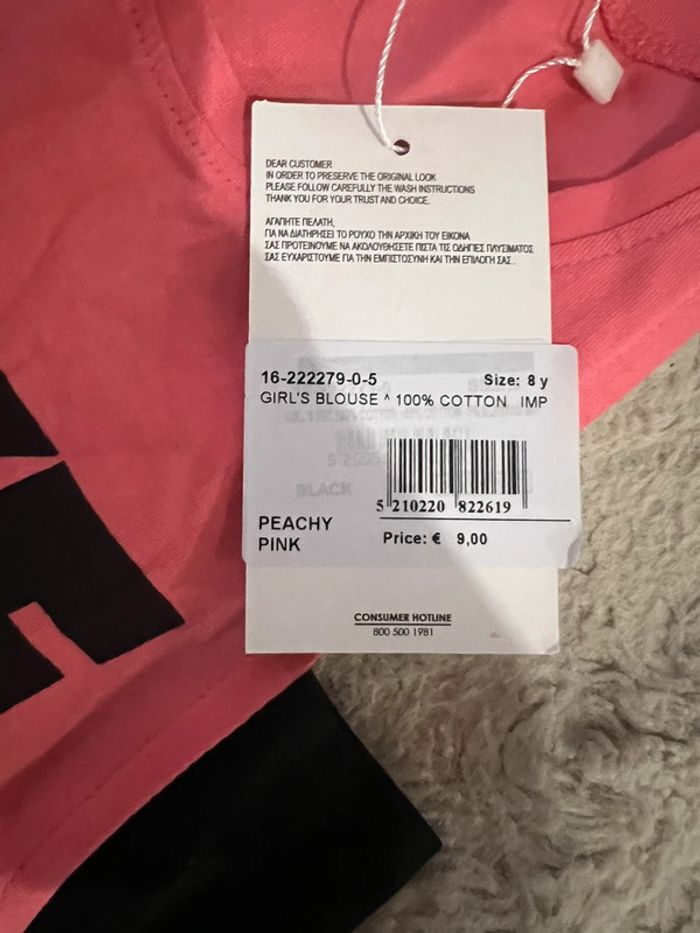 DEAR CUSTOMER
IN ORDER TO PRESERVE THE ORIGINAL LOOK
PLEASE FOLLOW CAREFULLY THE WASH INSTRUCTIONS
THANK YOU FOR YOUR TRUST AND CHOICE.
ΑΓΑΠΗΤΕ ΠΕΛΑΤΗ,
ΓΙΑ ΝΑ ΔΙΑΤΗΡΗΣΕΙ ΤΟ ΡΟΥΧΟ ΤΗΝ ΑΡΧΙΚΗ ΤΟΥ ΕΙΚΟΝΑ
ΣΑΣ ΠΡΟΤΕΙΝΟΥΜΕ ΝΑ ΑΚΟΛΟΥΘΗΣΕΤΕ ΠΙΣΤΑ ΤΙΣ ΟΔΗΓΙΕΣ ΠΛΥΣΙΜΑΤΟΣ
ΣΑΣ ΕΥΧΑΡΙΣΤΟΥΜΕ ΓΙΑ ΤΗΝ ΕΜΠΙΣΤΟΣΥΝΗ ΚΑΙ ΤΗΝ ΕΠΙΛΟΓΗ ΣΑΣ.
16-222279-0-5 Size: 8 y
GIRL'S BLOUSE ^ 100% COTTON IMP
BLACK
5 210220 822619
PEACHY
PINK
Price: € 9,00
CONSUMER HOTLINE
800 500 1981